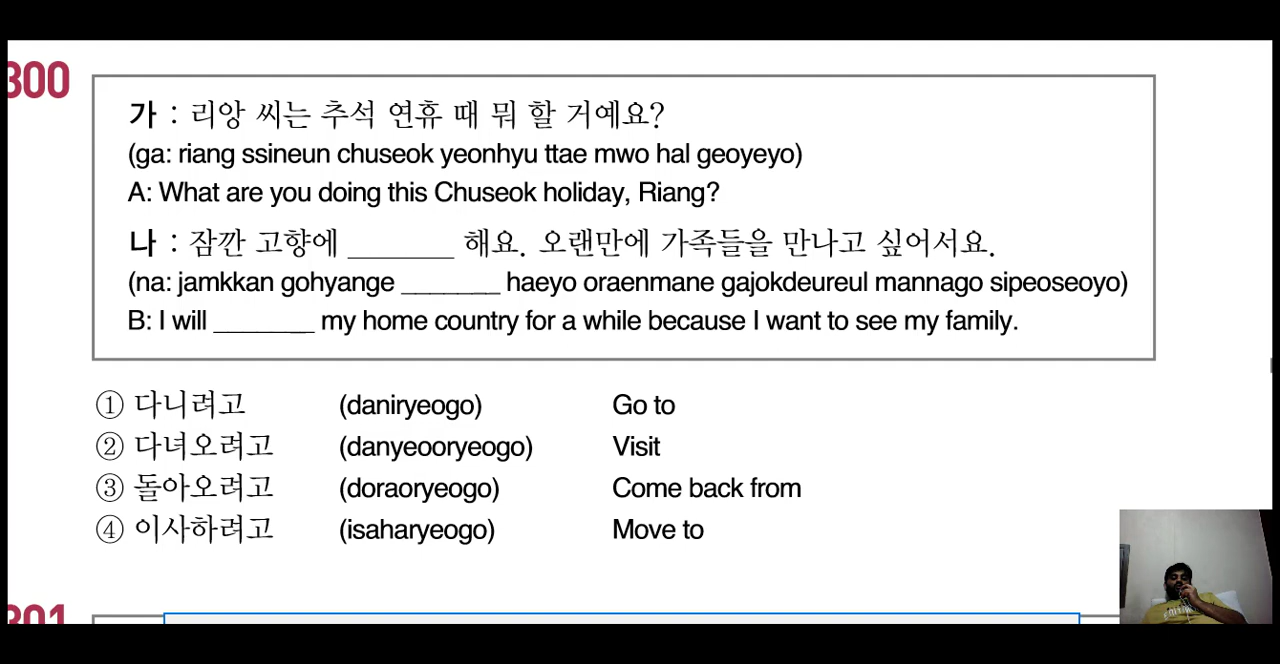 300
가 : 리앙 씨는 추석 연휴 때 뭐 할 거예요?
(ga: riang ssineun chuseok yeonhyu ttae mwo hal geoyeyo)
A: What are you doing this Chuseok holiday, Riang?
나 : 잠깐 고향에 _______ 해요. 오랜만에 가족들을 만나고 싶어서요.
(na: jamkkan gohyange _______ haeyo oraenmane gajokdeureul mannago sipeoseoyo)
B: I will _______ my home country for a while because I want to see my family.
① 다니려고 (daniryeogo) Go to
② 다녀오려고 (danyeooryeogo) Visit
③ 돌아오려고 (doraoryeogo) Come back from
④ 이사하려고 (isaharyeogo) Move to
301